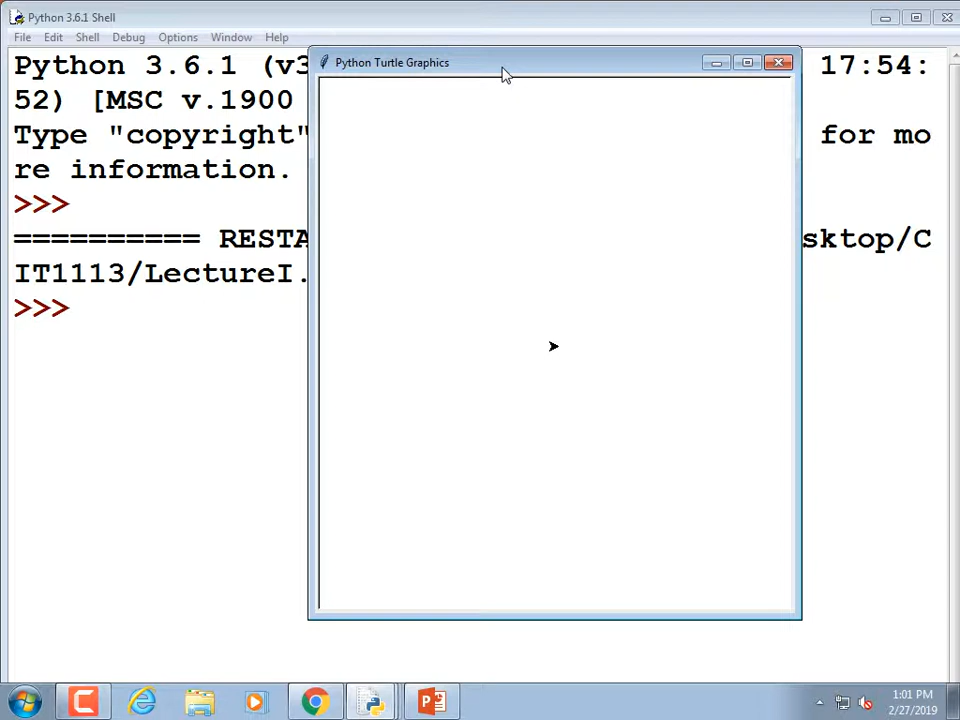 Python 3.6.1 Shell
File Edit Shell Debug Options Window Help
Python 3.6.1 (v3 17:54:
52) [MSC v.1900
Type "copyright" for mo
re information.
>>>
========== RESTA sktop/C
IT1113/LectureI.
>>>
Python Turtle Graphics
1:01 PM
2/27/2019